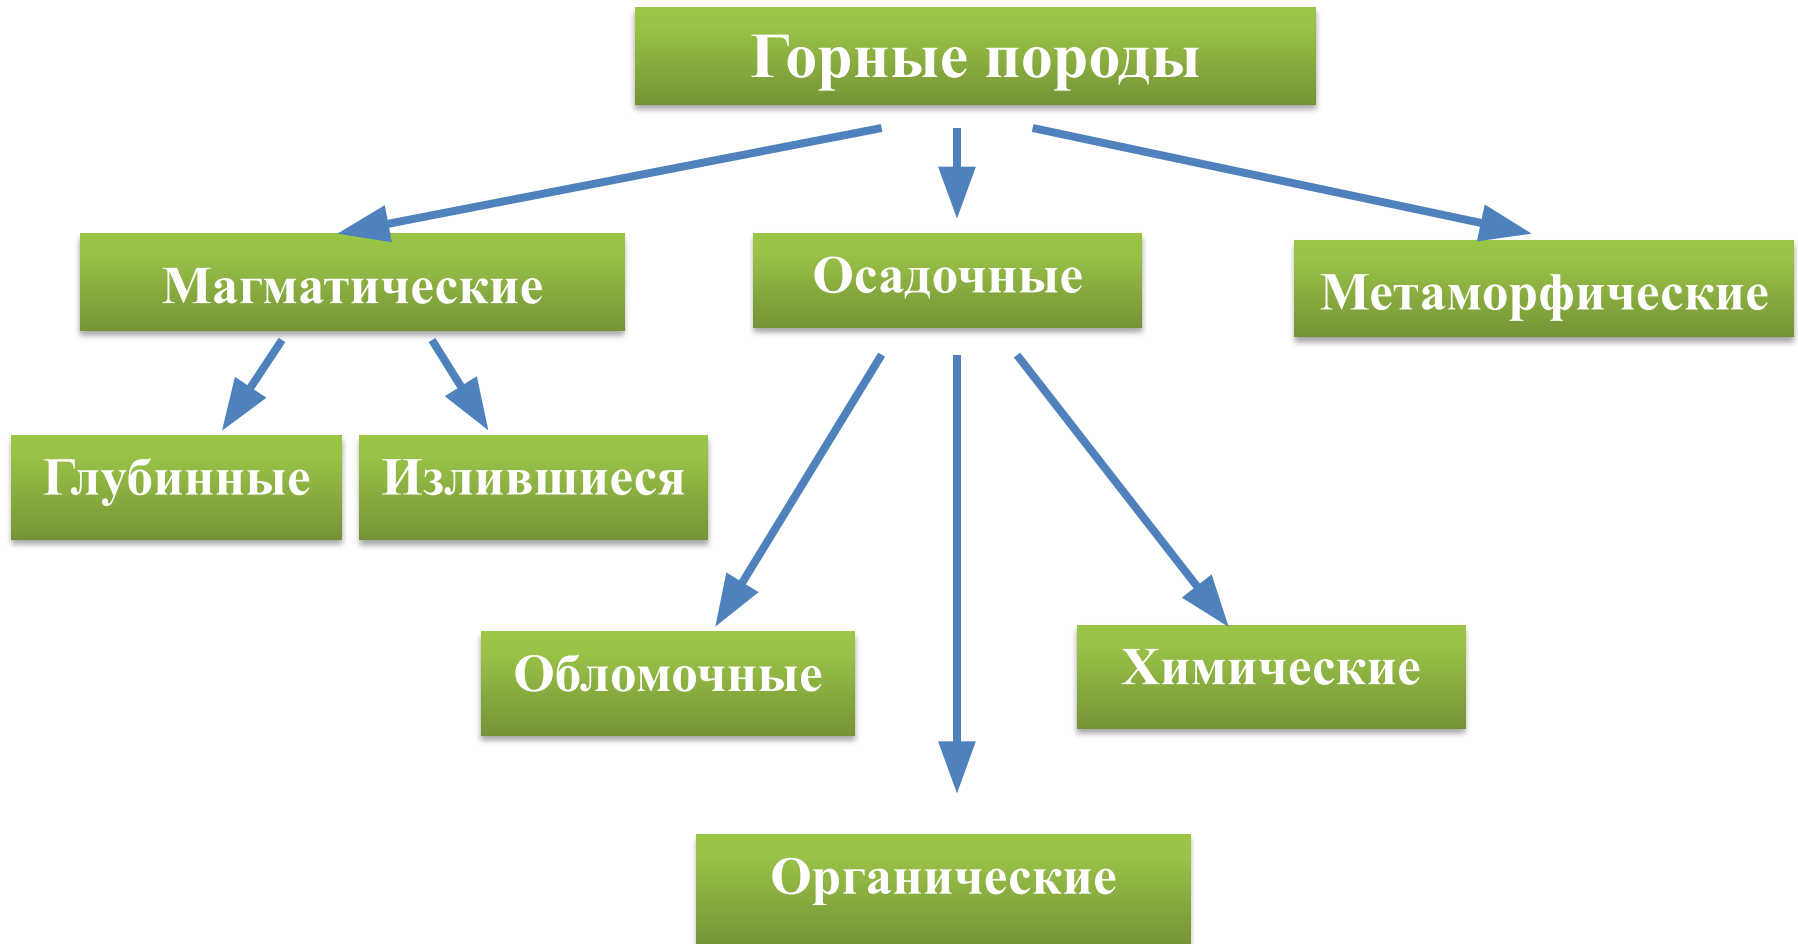 Горные породы
Магматические
Осадочные
Метаморфические
Глубинные
Излившиеся
Обломочные
Химические
Органические